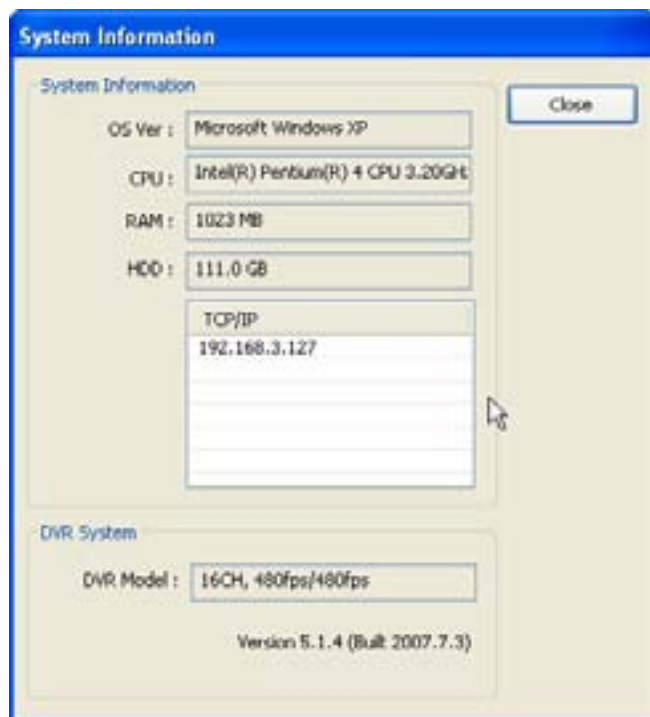 System Information
System Information
Close
OS Ver : Microsoft Windows XP
CPU : Intel(R) Pentium(R) 4 CPU 3.20GHz
RAM : 1023 MB
HDD : 111.0 GB
TCP/IP
192.168.3.127
DVR System
DVR Model : 16CH, 480fps/480fps
Version 5.1.4 (Built 2007.7.3)